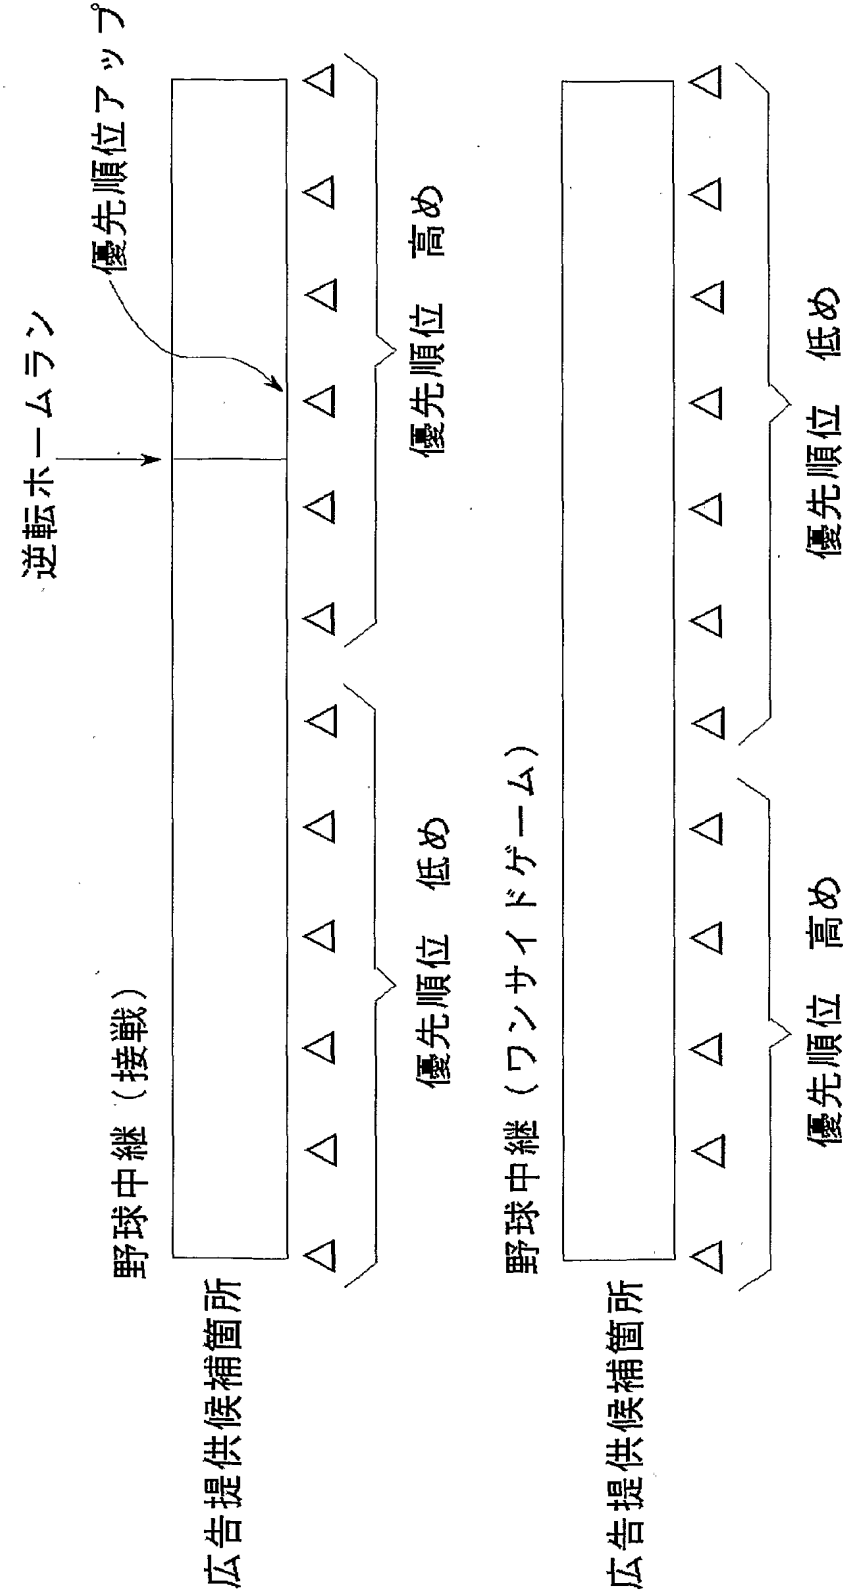 逆転ホームラン
優先順位アップ
野球中継（接戦）
広告提供候補箇所
優先順位 低め
優先順位 高め
野球中継（ワンサイドゲーム）
広告提供候補箇所
優先順位 高め
優先順位 低め